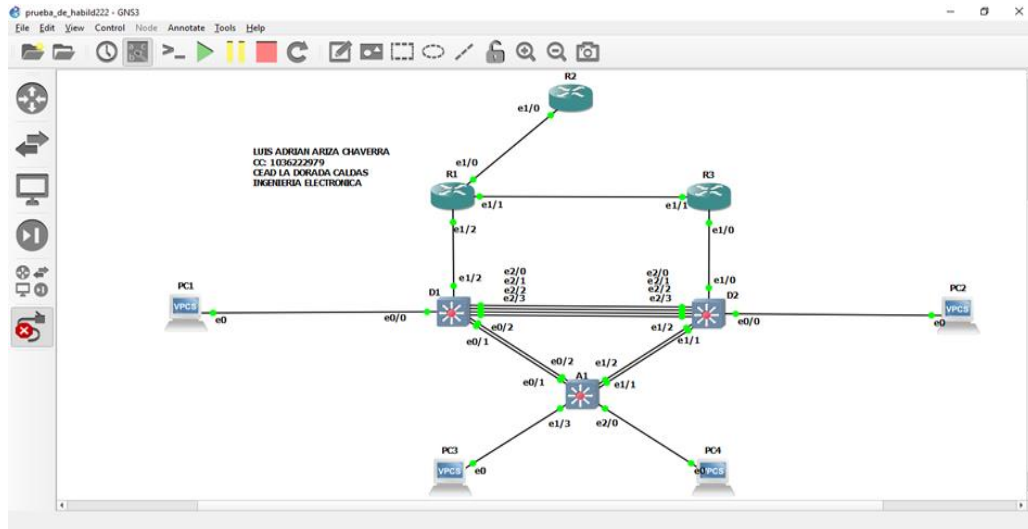 prueba_de_habild222 - GNS3
File Edit View Control Node Annotate Tools Help
R2
e1/0
LUIS ADRIAN ARIZA CHAVERRA
CC: 1036222979
CEAD LA DORADA CALDAS
INGENIERIA ELECTRONICA
e1/0
R1
R3
e1/1
e1/1
e1/2
e1/0
e1/2
e2/0
e2/1
e2/2
e2/3
e2/0
e2/1
e2/2
e2/3
e1/0
PC1
D1
D2
PC2
VPCS
VPCS
e0
e0/0
e0/2
e0/1
e1/2
e1/1
e0/0
e0
e0/2
e1/2
e0/1
A1
e1/1
e1/3
e2/0
PC3
PC4
VPCS
e0
e0
VPCS